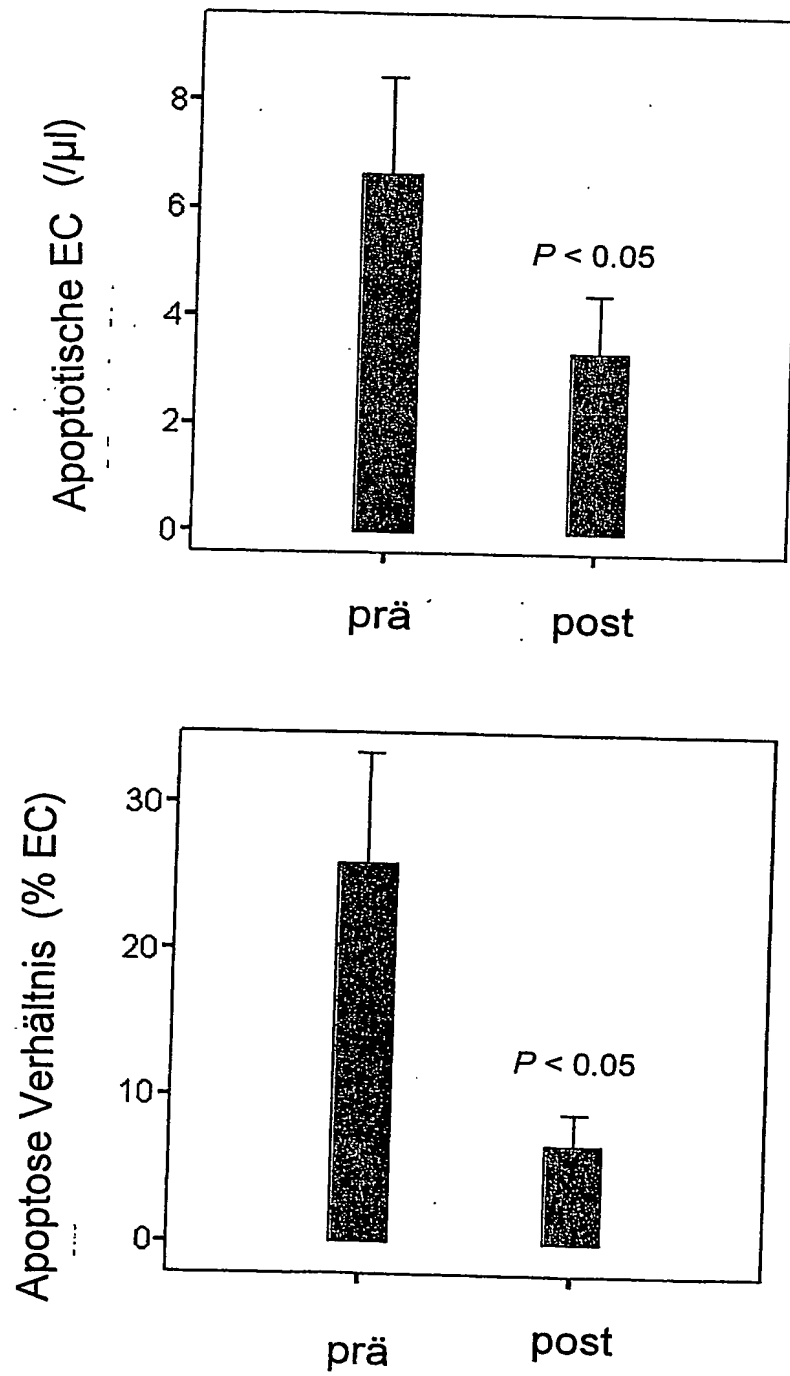 Apoptotische EC (/µl)
8
6
4
2
0
P < 0.05
prä post
Apoptose Verhältnis (% EC)
30
20
10
0
P < 0.05
prä post